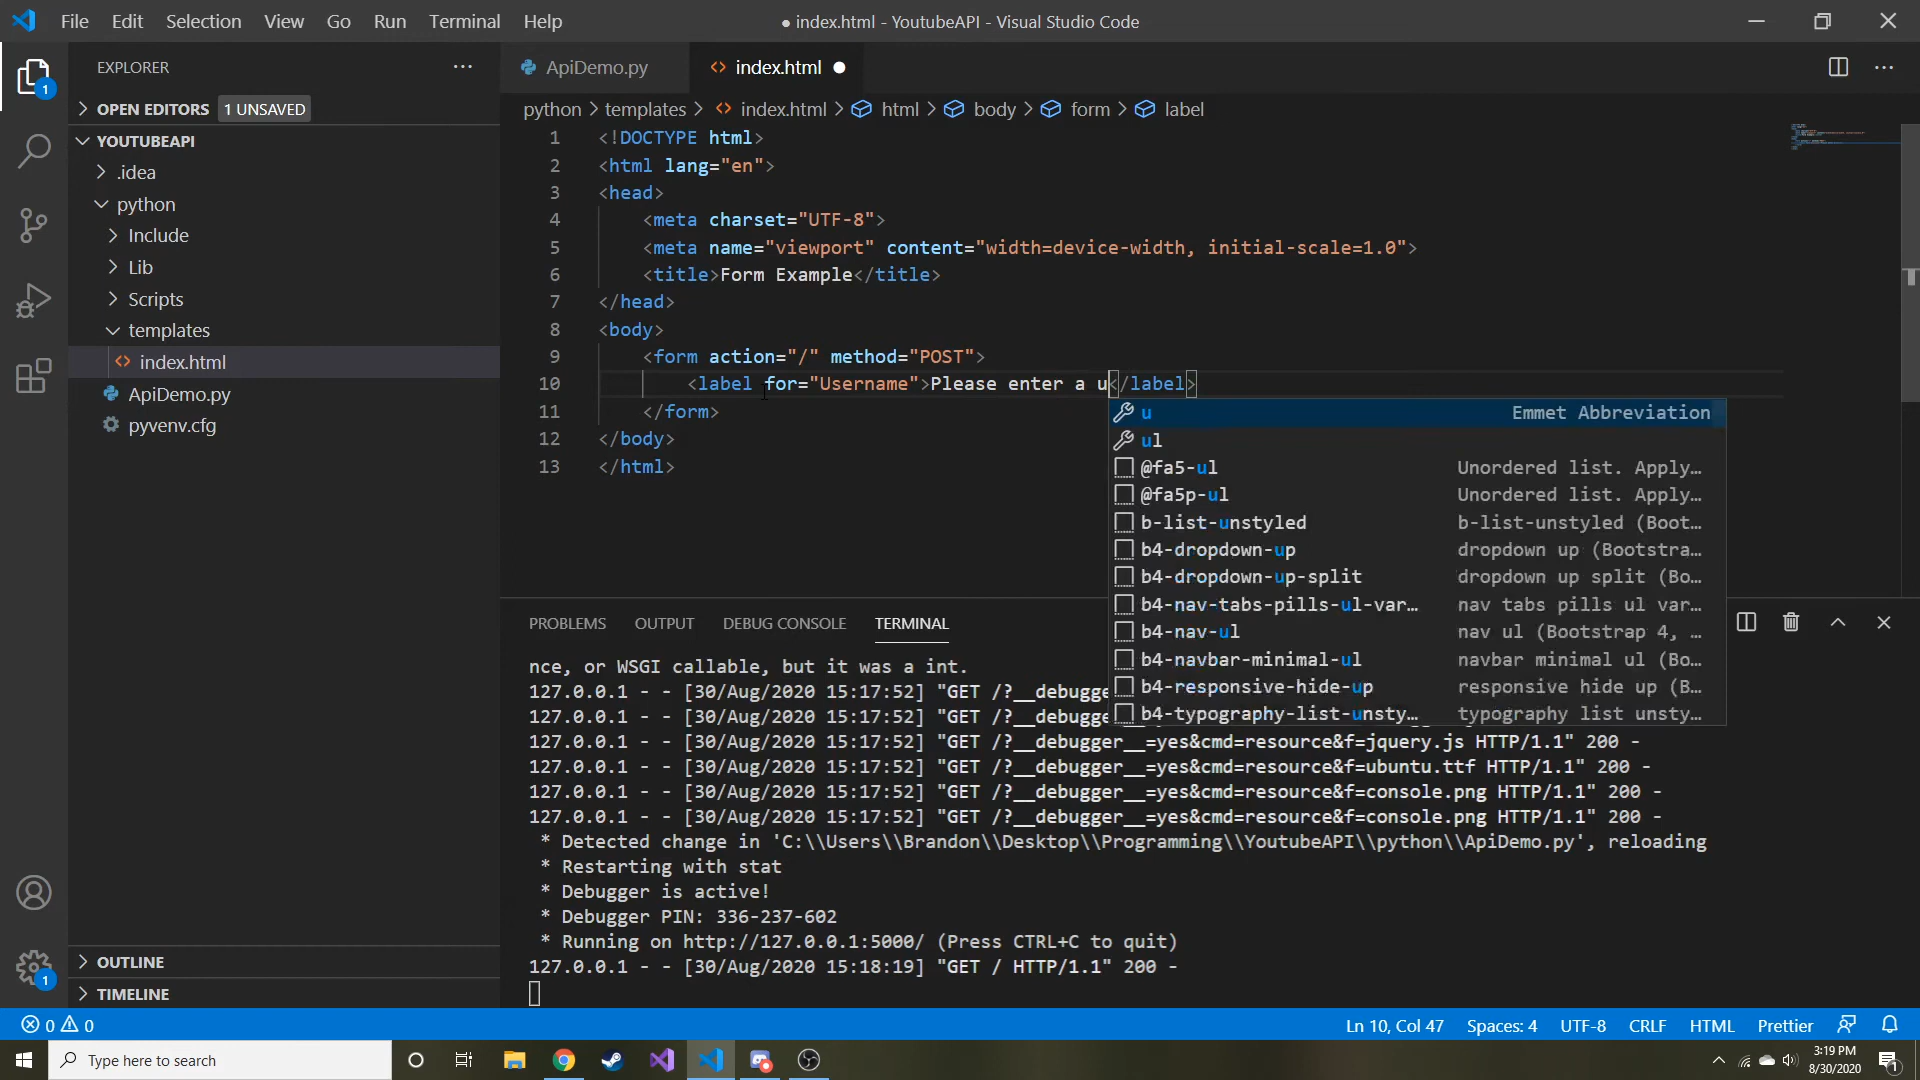 File Edit Selection View Go Run Terminal Help
● index.html - YoutubeAPI - Visual Studio Code
EXPLORER
ApiDemo.py
index.html
OPEN EDITORS 1 UNSAVED
python > templates > index.html > html > body > form > label
YOUTUBEAPI
.idea
python
Include
Lib
Scripts
templates
index.html
ApiDemo.py
pyvenv.cfg
OUTLINE
TIMELINE
1 <!DOCTYPE html>
2 <html lang="en">
3 <head>
4 <meta charset="UTF-8">
5 <meta name="viewport" content="width=device-width, initial-scale=1.0">
6 <title>Form Example</title>
7 </head>
8 <body>
9 <form action="/" method="POST">
10 <label for="Username">Please enter a u</label>
11 </form>
12 </body>
13 </html>
u Emmet Abbreviation
ul
@fa5-ul Unordered list. Apply…
@fa5p-ul Unordered list. Apply…
b-list-unstyled b-list-unstyled (Boot…
b4-dropdown-up dropdown up (Bootstra…
b4-dropdown-up-split dropdown up split (Bo…
b4-nav-tabs-pills-ul-var… nav tabs pills ul var…
b4-nav-ul nav ul (Bootstrap 4, …
b4-navbar-minimal-ul navbar minimal ul (Bo…
b4-responsive-hide-up responsive hide up (B…
b4-typography-list-unsty… typography list unsty…
PROBLEMS OUTPUT DEBUG CONSOLE TERMINAL
nce, or WSGI callable, but it was a int.
127.0.0.1 - - [30/Aug/2020 15:17:52] "GET /?__debugge
127.0.0.1 - - [30/Aug/2020 15:17:52] "GET /?__debugge
127.0.0.1 - - [30/Aug/2020 15:17:52] "GET /?__debugger__=yes&cmd=resource&f=jquery.js HTTP/1.1" 200 -
127.0.0.1 - - [30/Aug/2020 15:17:52] "GET /?__debugger__=yes&cmd=resource&f=ubuntu.ttf HTTP/1.1" 200 -
127.0.0.1 - - [30/Aug/2020 15:17:52] "GET /?__debugger__=yes&cmd=resource&f=console.png HTTP/1.1" 200 -
127.0.0.1 - - [30/Aug/2020 15:17:52] "GET /?__debugger__=yes&cmd=resource&f=console.png HTTP/1.1" 200 -
* Detected change in 'C:\\Users\\Brandon\\Desktop\\Programming\\YoutubeAPI\\python\\ApiDemo.py', reloading
* Restarting with stat
* Debugger is active!
* Debugger PIN: 336-237-602
* Running on http://127.0.0.1:5000/ (Press CTRL+C to quit)
127.0.0.1 - - [30/Aug/2020 15:18:19] "GET / HTTP/1.1" 200 -
1
1
0 0
Ln 10, Col 47 Spaces: 4 UTF-8 CRLF HTML Prettier
Type here to search
3:19 PM
8/30/2020
1